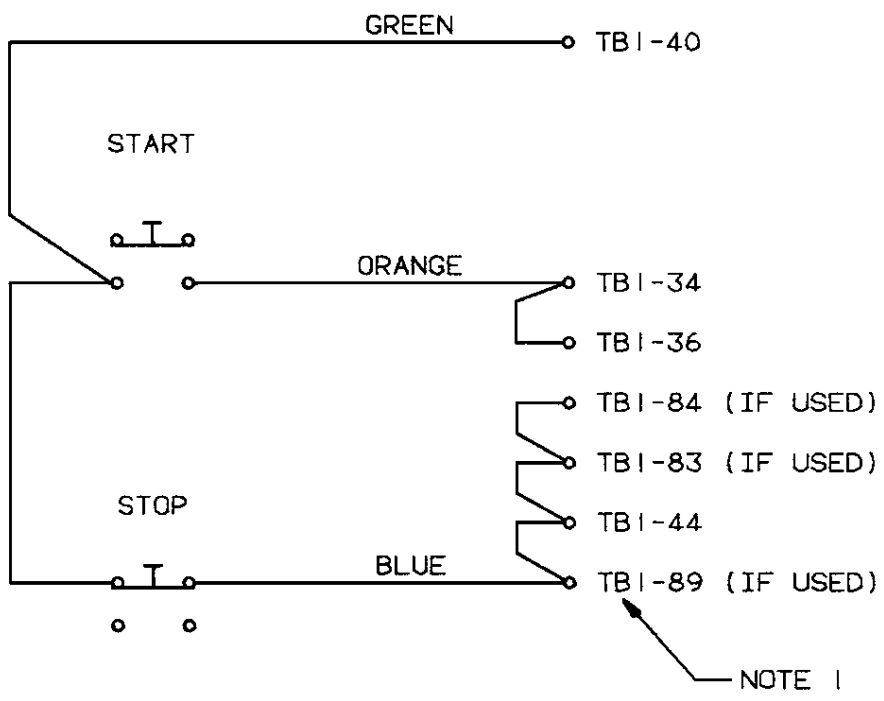 GREEN
TB1-40
START
ORANGE
TB1-34
TB1-36
TB1-84 (IF USED)
TB1-83 (IF USED)
STOP
TB1-44
BLUE
TB1-89 (IF USED)
NOTE 1